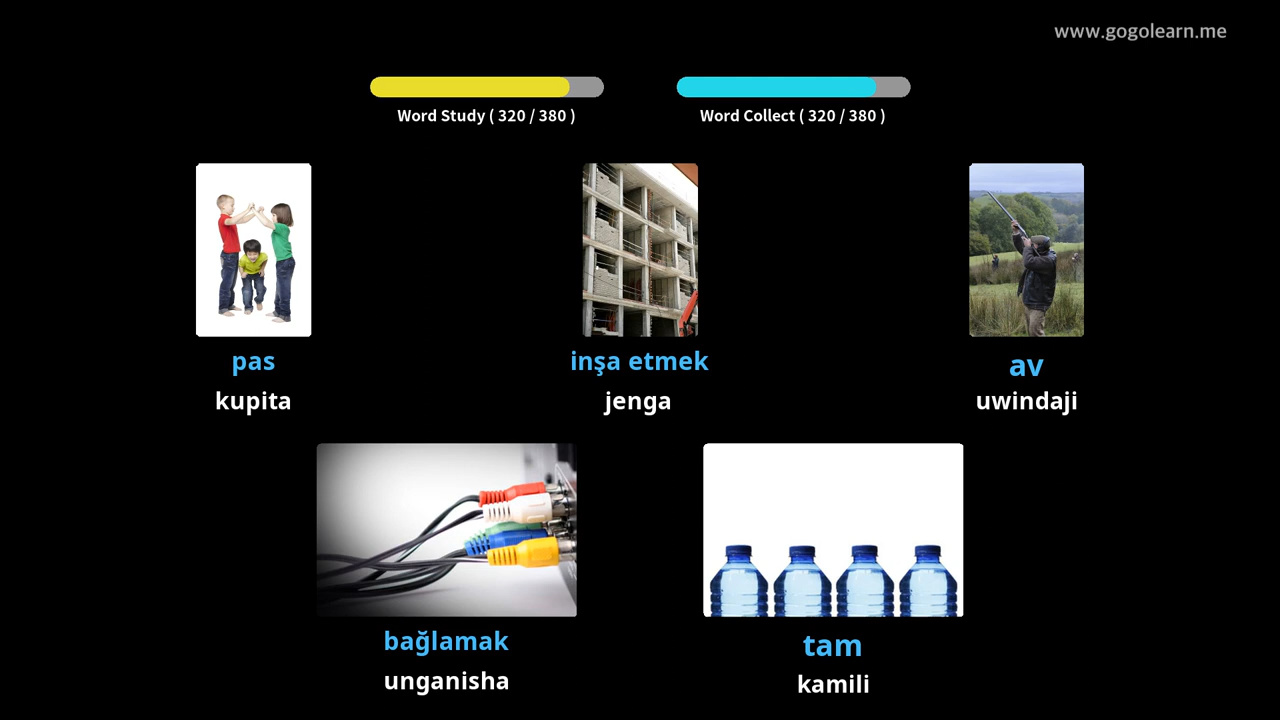 www.gogolearn.me
Word Study ( 320 / 380 )
Word Collect ( 320 / 380 )
pas
kupita
inşa etmek
jenga
av
uwindaji
bağlamak
unganisha
tam
kamili